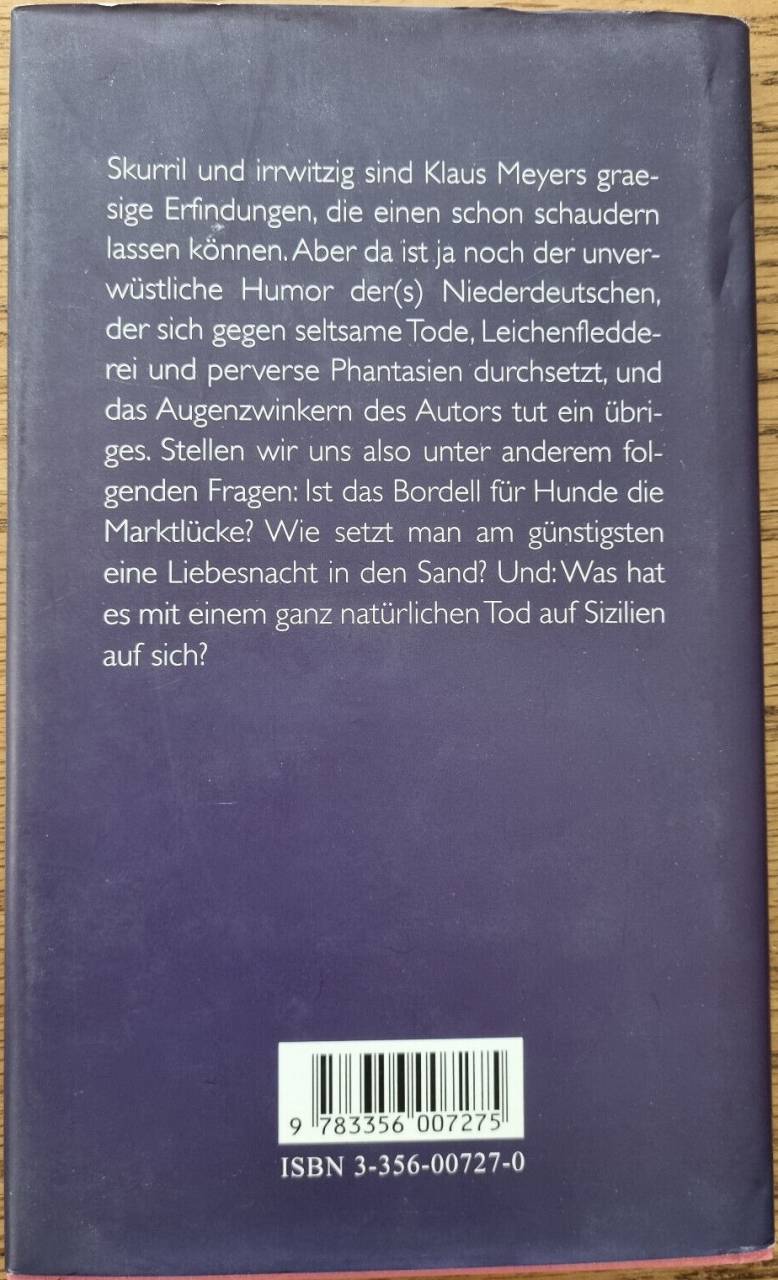 Skurril und irrwitzig sind Klaus Meyers grae-
sige Erfindungen, die einen schon schaudern
lassen können. Aber da ist ja noch der unver-
wüstliche Humor der(s) Niederdeutschen,
der sich gegen seltsame Tode, Leichenfledde-
rei und perverse Phantasien durchsetzt, und
das Augenzwinkern des Autors tut ein übri-
ges. Stellen wir uns also unter anderem fol-
genden Fragen: Ist das Bordell für Hunde die
Marktlücke? Wie setzt man am günstigsten
eine Liebesnacht in den Sand? Und: Was hat
es mit einem ganz natürlichen Tod auf Sizilien
auf sich?
9 783356 007275
ISBN 3-356-00727-0